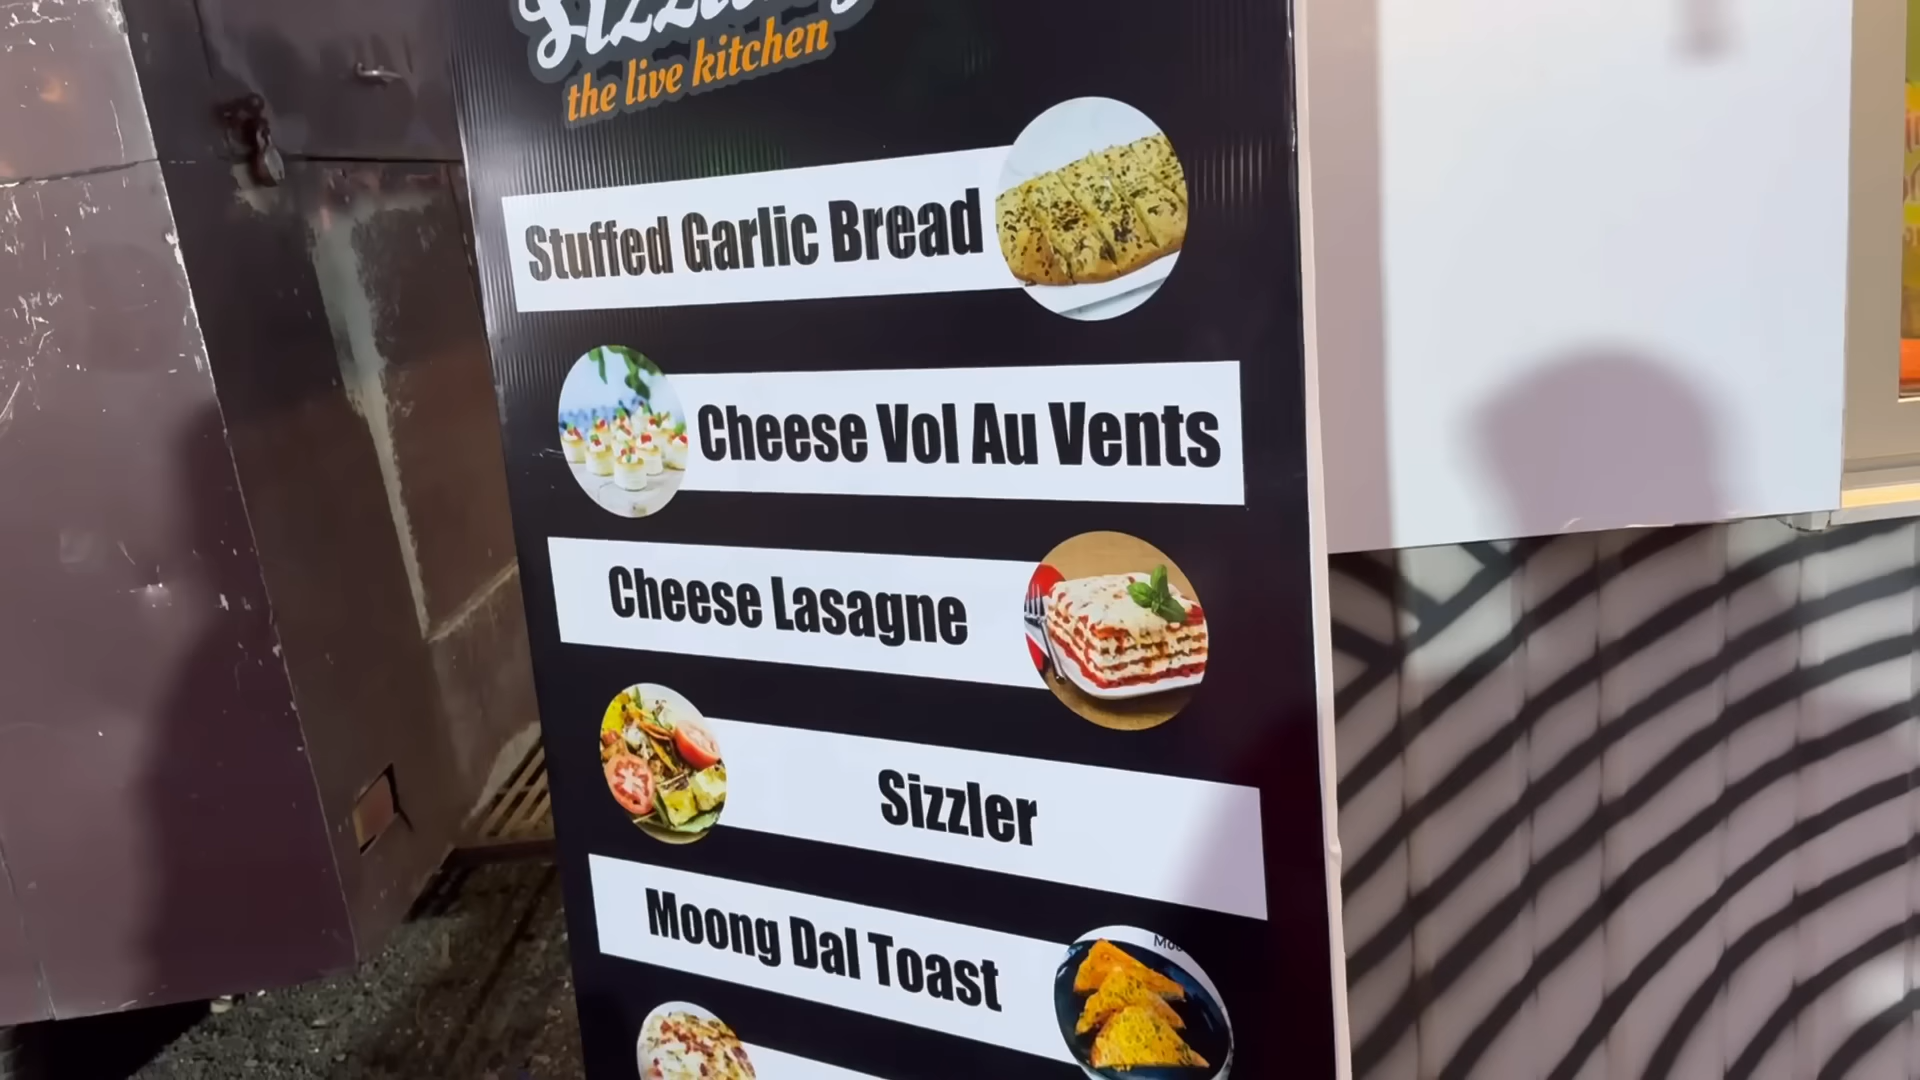 the live kitchen
Stuffed Garlic Bread
Cheese Vol Au Vents
Cheese Lasagne
Sizzler
Moong Dal Toast